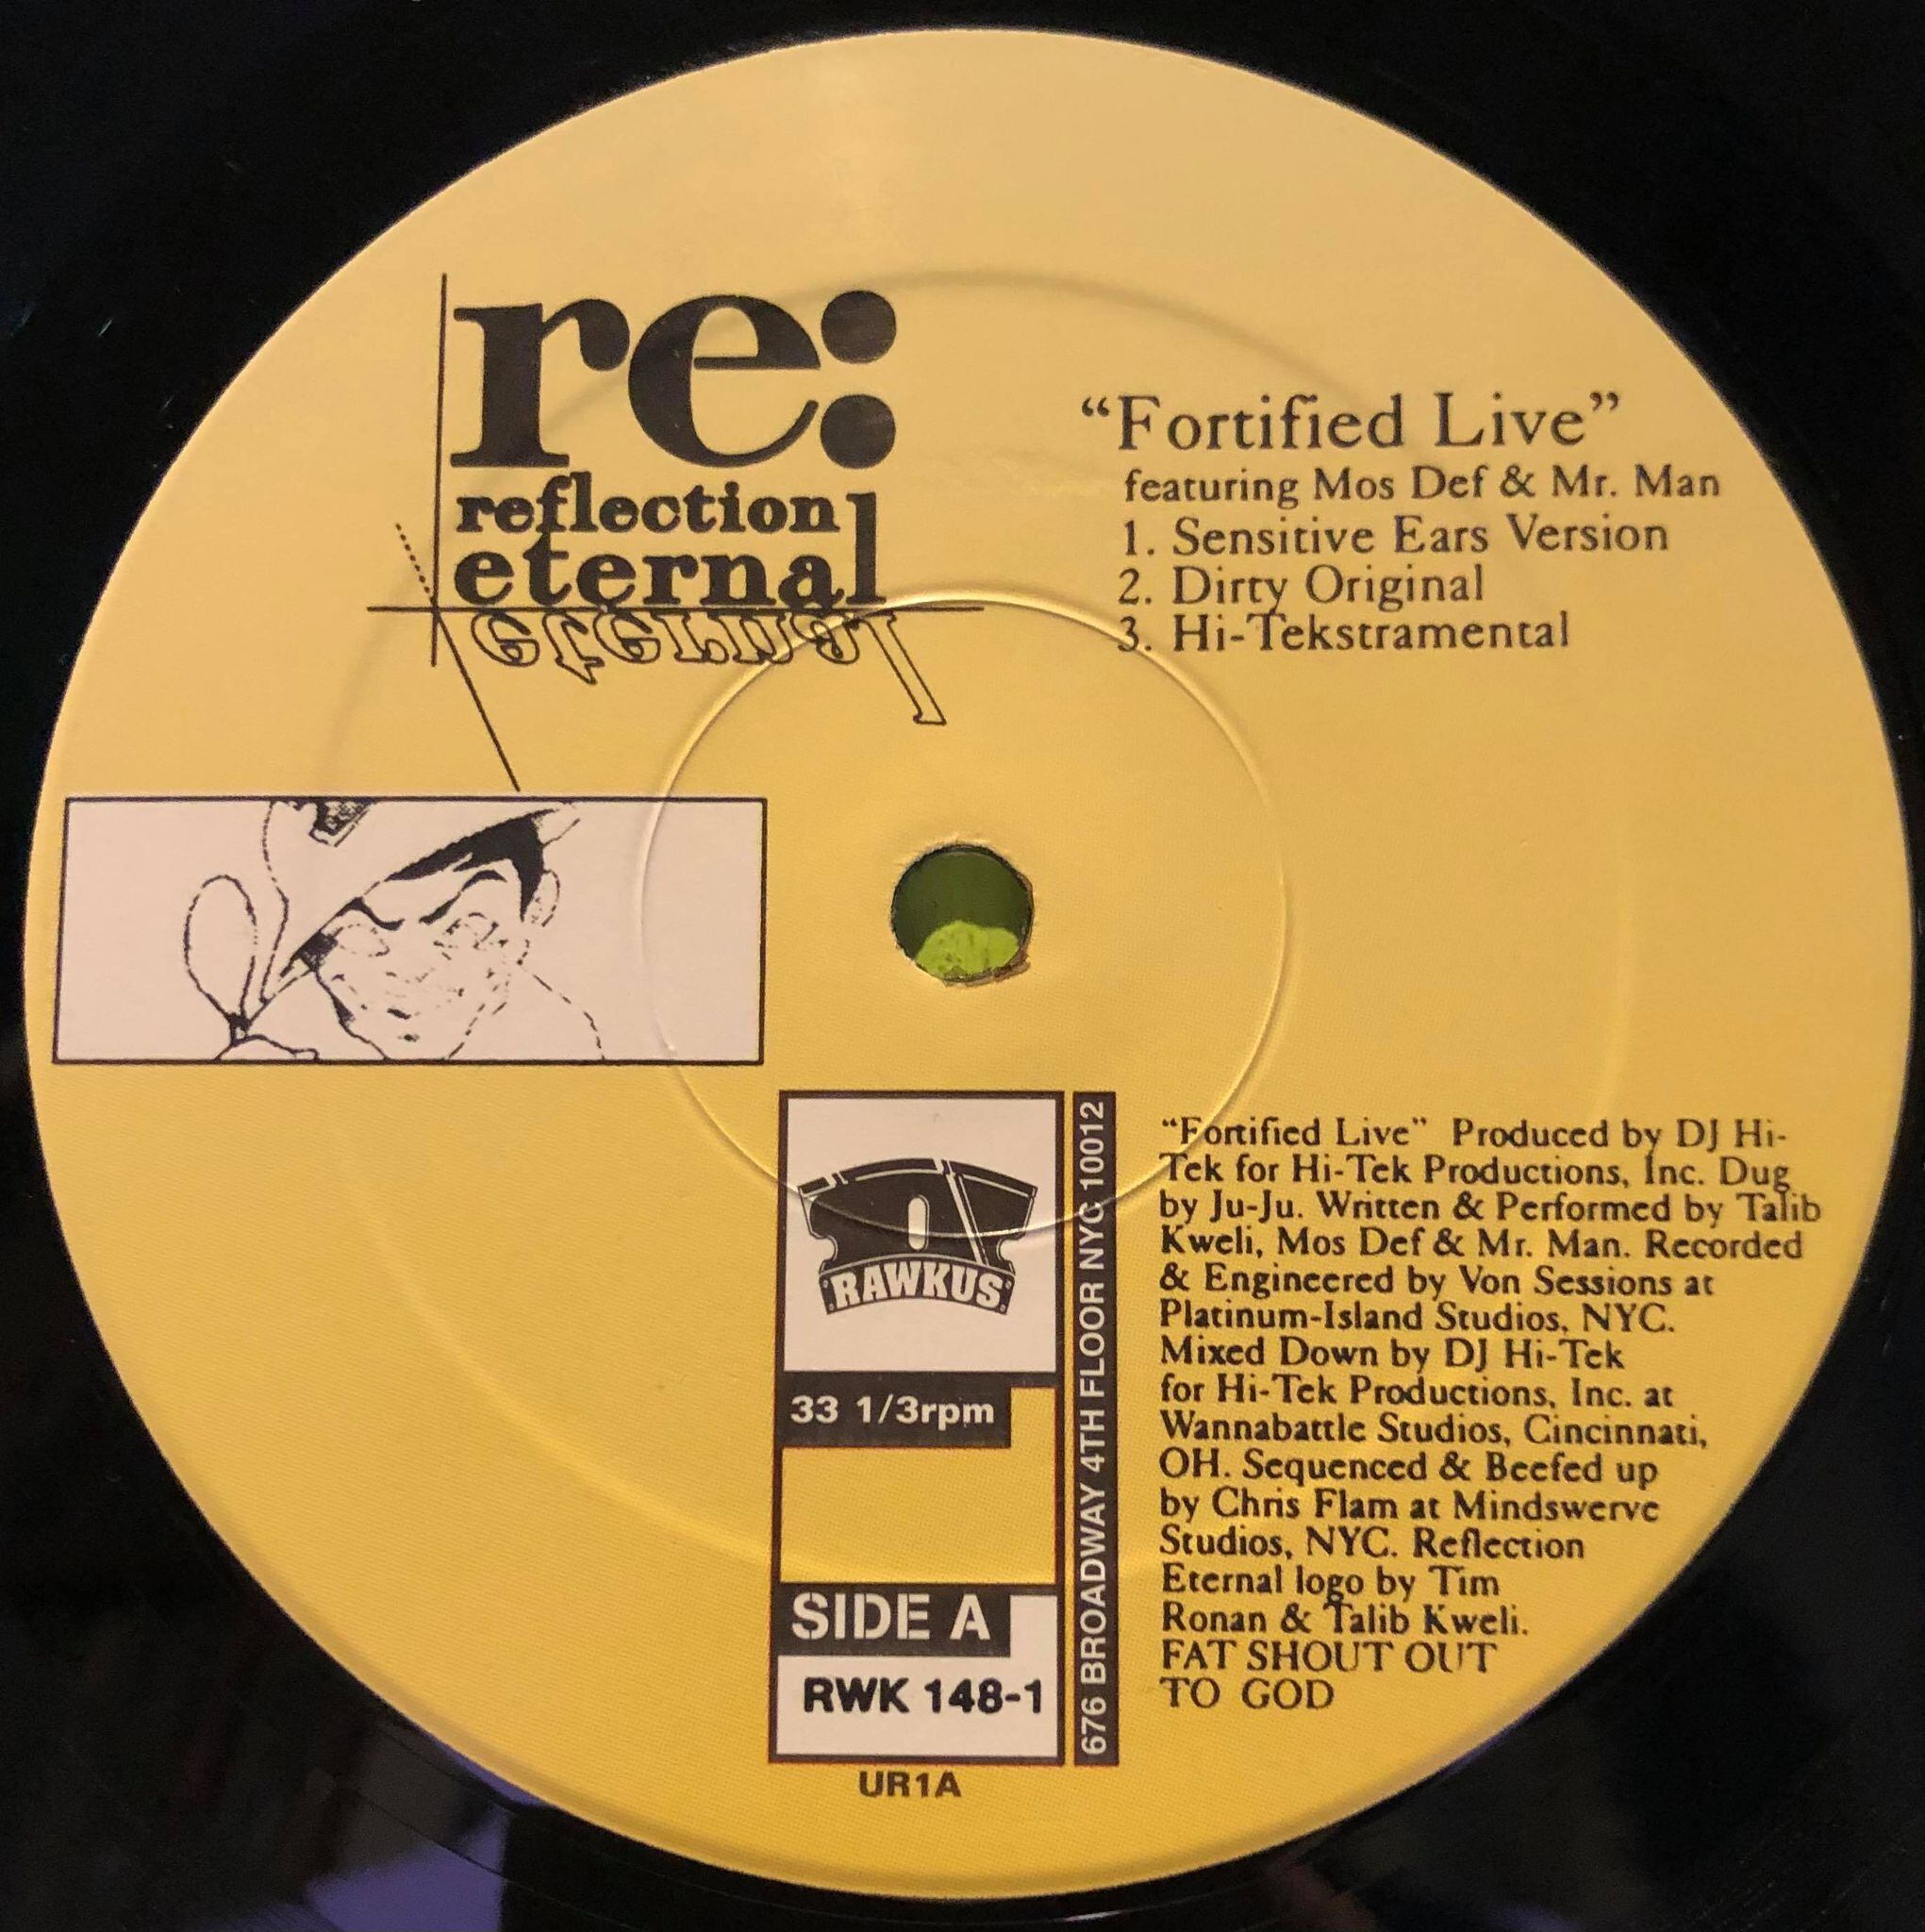 re:
reflection
eternal
eternal
“Fortified Live”
featuring Mos Def & Mr. Man
1. Sensitive Ears Version
2. Dirty Original
3. Hi-Tekstramental
RAWKUS
33 1/3rpm
SIDE A
RWK 148-1
UR1A
676 BROADWAY 4TH FLOOR NYC 10012
“Fortified Live” Produced by DJ Hi-
Tek for Hi-Tek Productions, Inc. Dug
by Ju-Ju. Written & Performed by Talib
Kweli, Mos Def & Mr. Man. Recorded
& Engineered by Von Sessions at
Platinum-Island Studios, NYC.
Mixed Down by DJ Hi-Tek
for Hi-Tek Productions, Inc. at
Wannabattle Studios, Cincinnati,
OH. Sequenced & Beefed up
by Chris Flam at Mindswerve
Studios, NYC. Reflection
Eternal logo by Tim
Ronan & Talib Kweli.
FAT SHOUT OUT
TO GOD